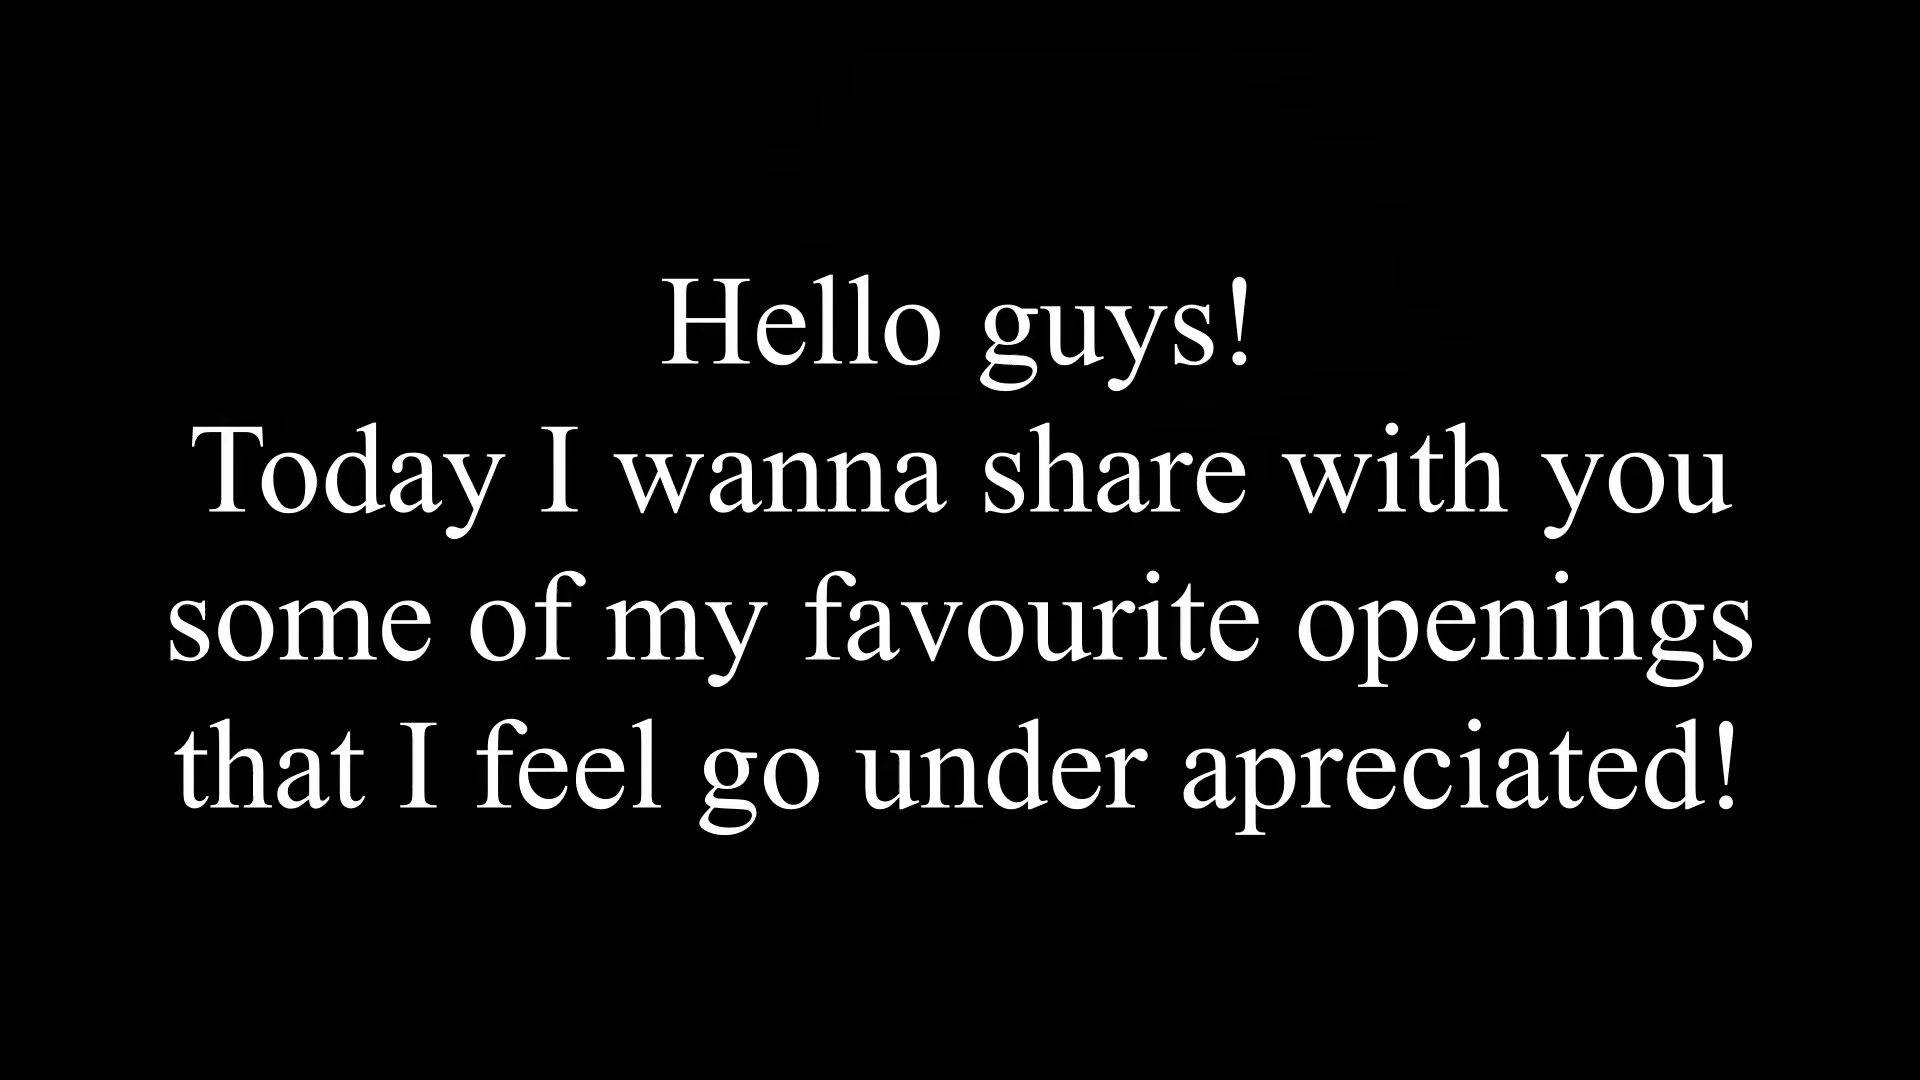 Hello guys!
Today I wanna share with you
some of my favourite openings
that I feel go under apreciated!